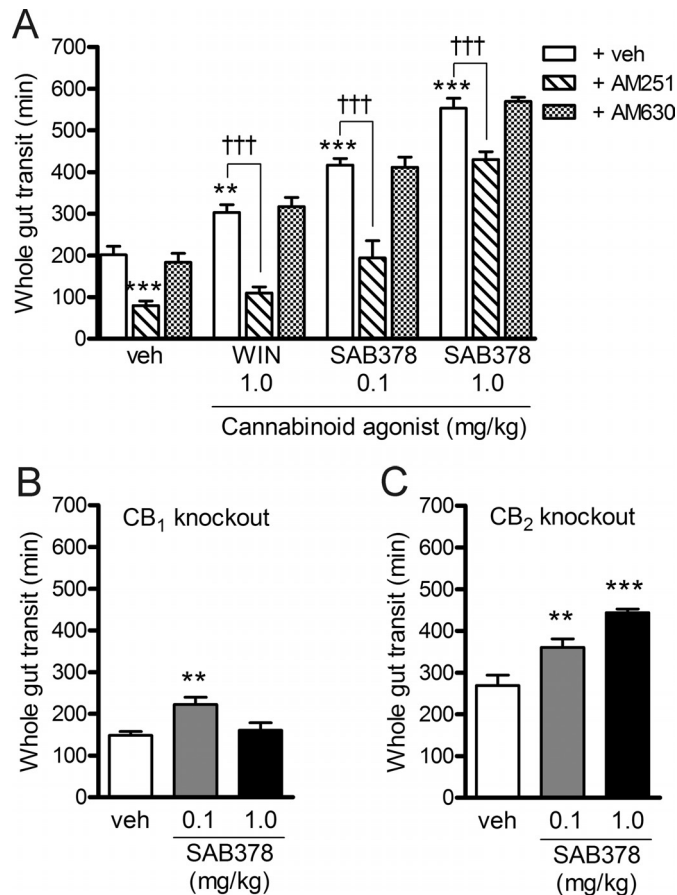 A
Whole gut transit (min)
700
600
500
400
300
200
100
0
***
**
†††
***
†††
***
†††
+ veh
+ AM251
+ AM630
veh
WIN
1.0
SAB378
0.1
SAB378
1.0
Cannabinoid agonist (mg/kg)
B
CB₁ knockout
Whole gut transit (min)
700
600
500
400
300
200
100
0
**
veh
0.1
1.0
SAB378
(mg/kg)
C
CB₂ knockout
Whole gut transit (min)
700
600
500
400
300
200
100
0
**
***
veh
0.1
1.0
SAB378
(mg/kg)